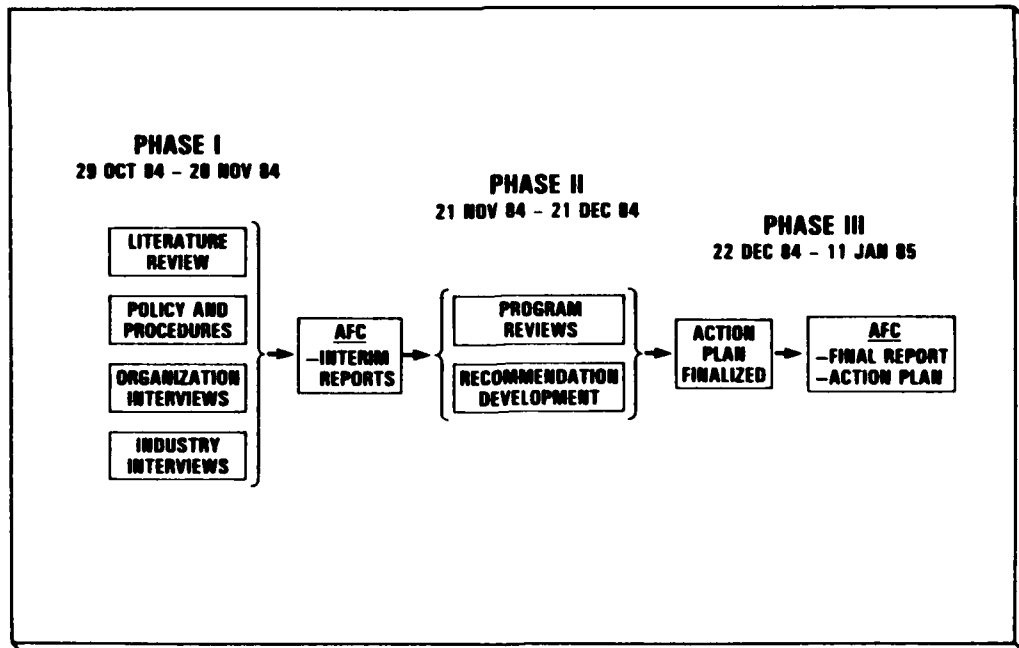 PHASE I
29 OCT 84 – 20 NOV 84
LITERATURE
REVIEW
POLICY AND
PROCEDURES
ORGANIZATION
INTERVIEWS
INDUSTRY
INTERVIEWS
AFC
–INTERIM
REPORTS
PHASE II
21 NOV 84 – 21 DEC 84
PROGRAM
REVIEWS
RECOMMENDATION
DEVELOPMENT
PHASE III
22 DEC 84 – 11 JAN 85
ACTION
PLAN
FINALIZED
AFC
–FINAL REPORT
–ACTION PLAN